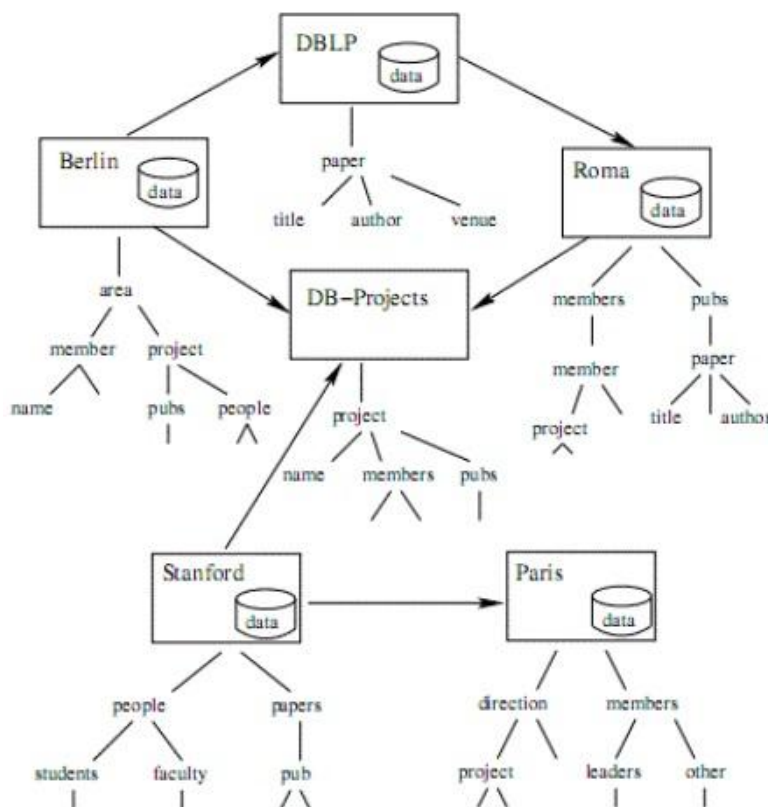 DBLP
data
Berlin
data
paper
Roma
data
title author venue
area
DB-Projects
members pubs
member project
member
paper
name pubs people
project
title author
project
name members pubs
Stanford
data
Paris
data
people papers
direction members
students faculty pub
project leaders other